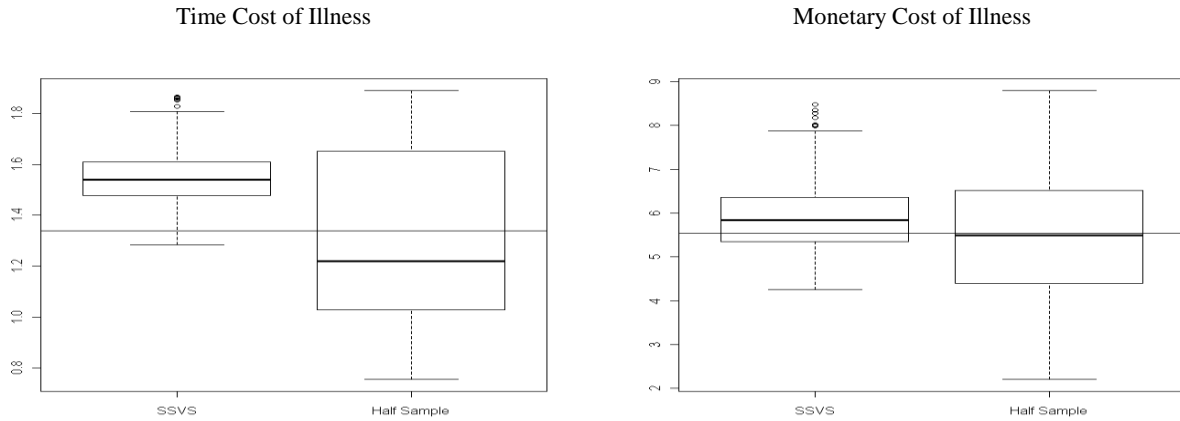 Time Cost of Illness
Monetary Cost of Illness
1.8
1.6
1.4
1.2
1.0
0.8
SSVS
Half Sample
9
8
7
6
5
4
3
2
SSVS
Half Sample